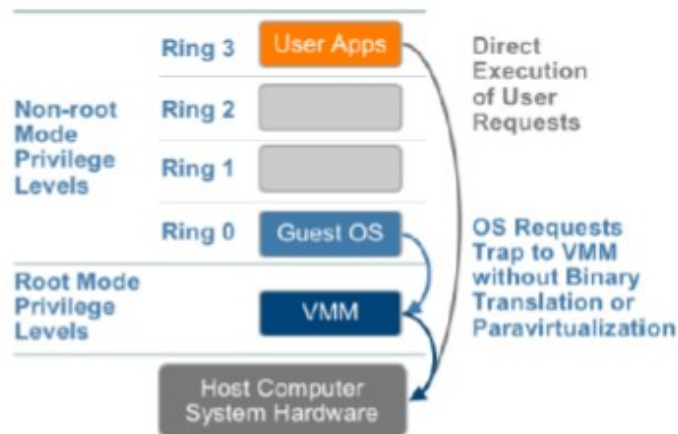 Ring 3
User Apps
Direct
Execution
of User
Requests
Non-root
Mode
Privilege
Levels
Ring 2
Ring 1
Ring 0
Guest OS
OS Requests
Trap to VMM
without Binary
Translation or
Paravirtualization
Root Mode
Privilege
Levels
VMM
Host Computer
System Hardware